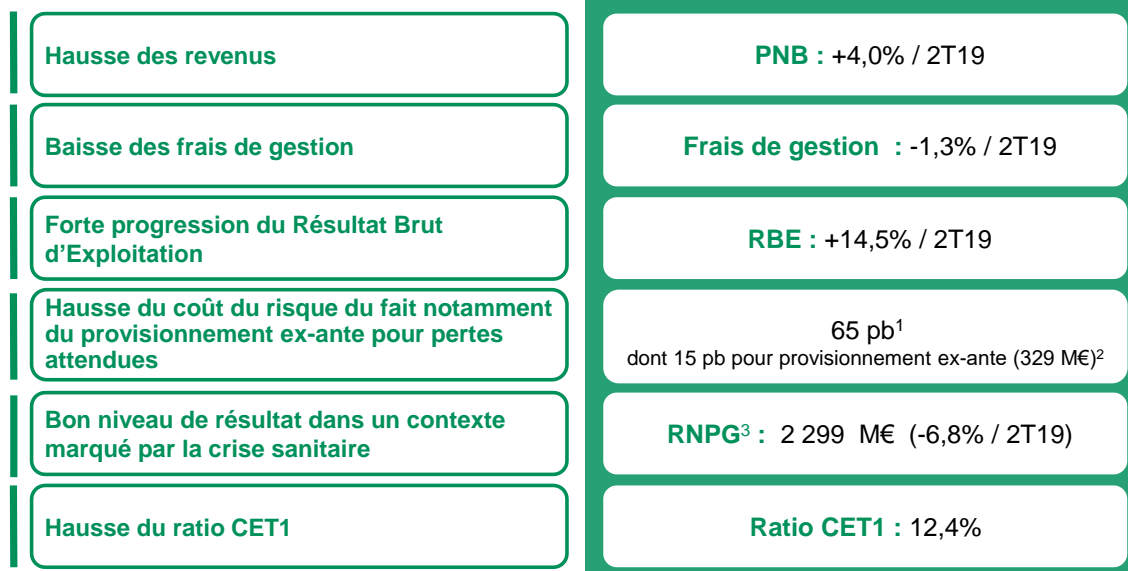 Hausse des revenus
PNB : +4,0% / 2T19
Baisse des frais de gestion
Frais de gestion : -1,3% / 2T19
Forte progression du Résultat Brut
d’Exploitation
RBE : +14,5% / 2T19
Hausse du coût du risque du fait notamment
du provisionnement ex-ante pour pertes
attendues
65 pb¹
dont 15 pb pour provisionnement ex-ante (329 M€)²
Bon niveau de résultat dans un contexte
marqué par la crise sanitaire
RNPG³ : 2 299 M€ (-6,8% / 2T19)
Hausse du ratio CET1
Ratio CET1 : 12,4%